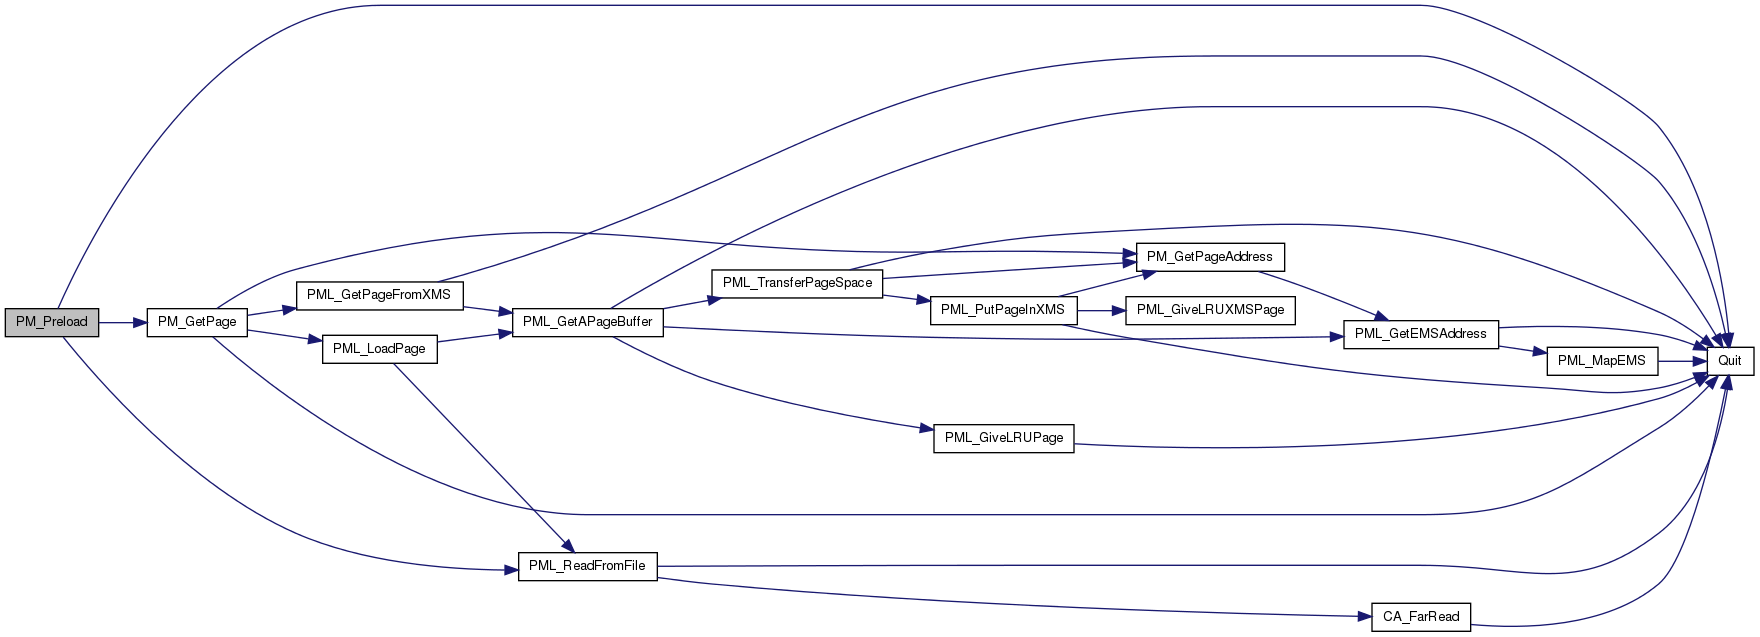 PM_Preload
PM_GetPage
PML_GetPageFromXMS
PML_LoadPage
PML_GetAPageBuffer
PML_ReadFromFile
PML_TransferPageSpace
PML_PutPageInXMS
PML_GiveLRUPage
PM_GetPageAddress
PML_GiveLRUXMSPage
PML_GetEMSAddress
CA_FarRead
PML_MapEMS
Quit